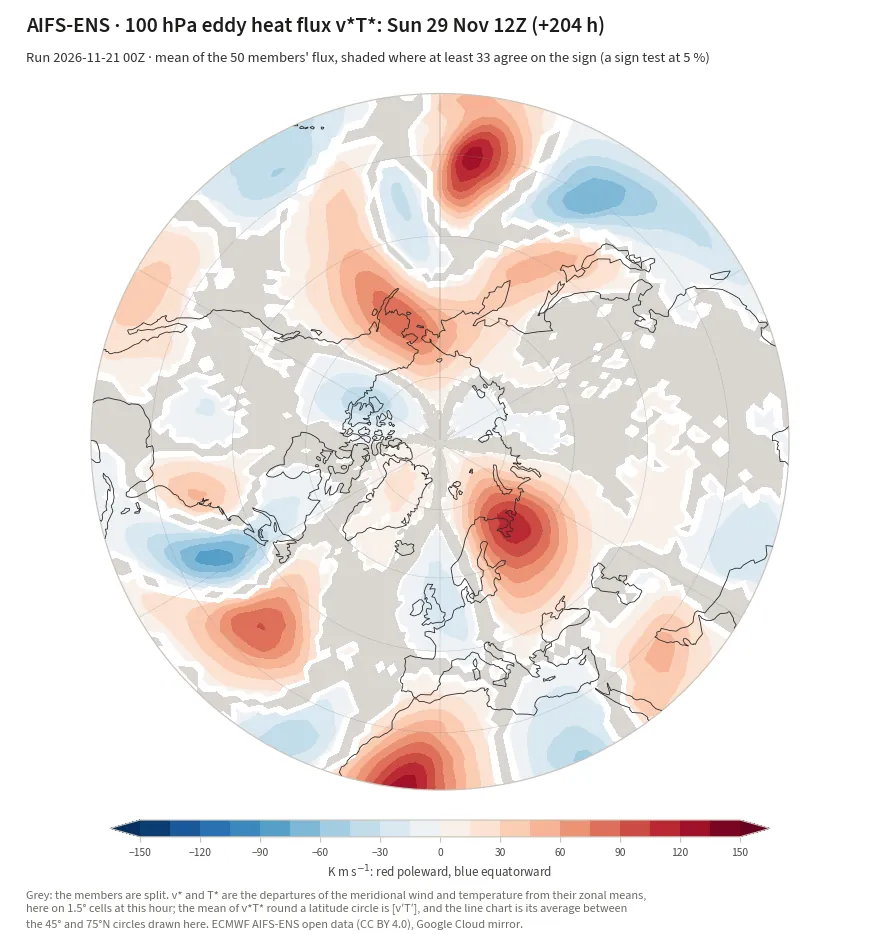 AIFS-ENS · 100 hPa eddy heat flux v*T*: Sun 29 Nov 12Z (+204 h)
Run 2026-11-21 00Z · mean of the 50 members' flux, shaded where at least 33 agree on the sign (a sign test at 5 %)
−150 −120 −90 −60 −30 0 30 60 90 120 150
K m s⁻¹: red poleward, blue equatorward
Grey: the members are split. v* and T* are the departures of the meridional wind and temperature from their zonal means,
here on 1.5° cells at this hour; the mean of v*T* round a latitude circle is [v′T′], and the line chart is its average between
the 45° and 75°N circles drawn here. ECMWF AIFS-ENS open data (CC BY 4.0), Google Cloud mirror.